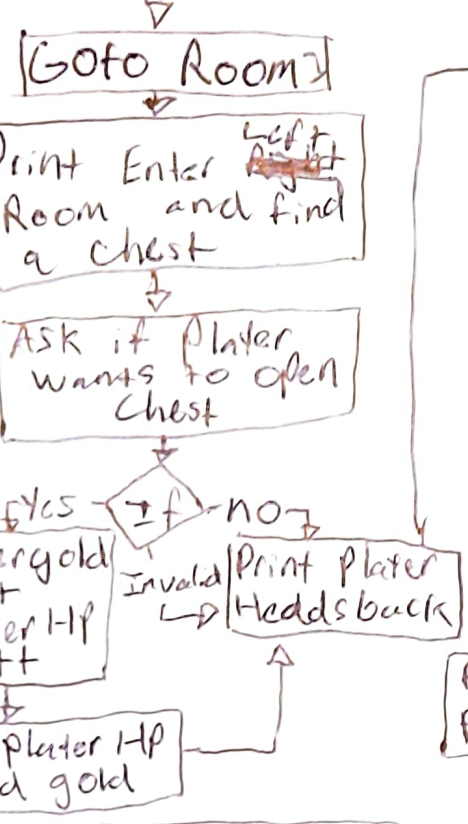 Goto Room
Left
Print Enter
Room and find
a chest
Ask if Player
wants to open
Chest
Yes
If
no
ergold
er HP
++
Invalid
Print Player
Heddsback
player HP
d gold